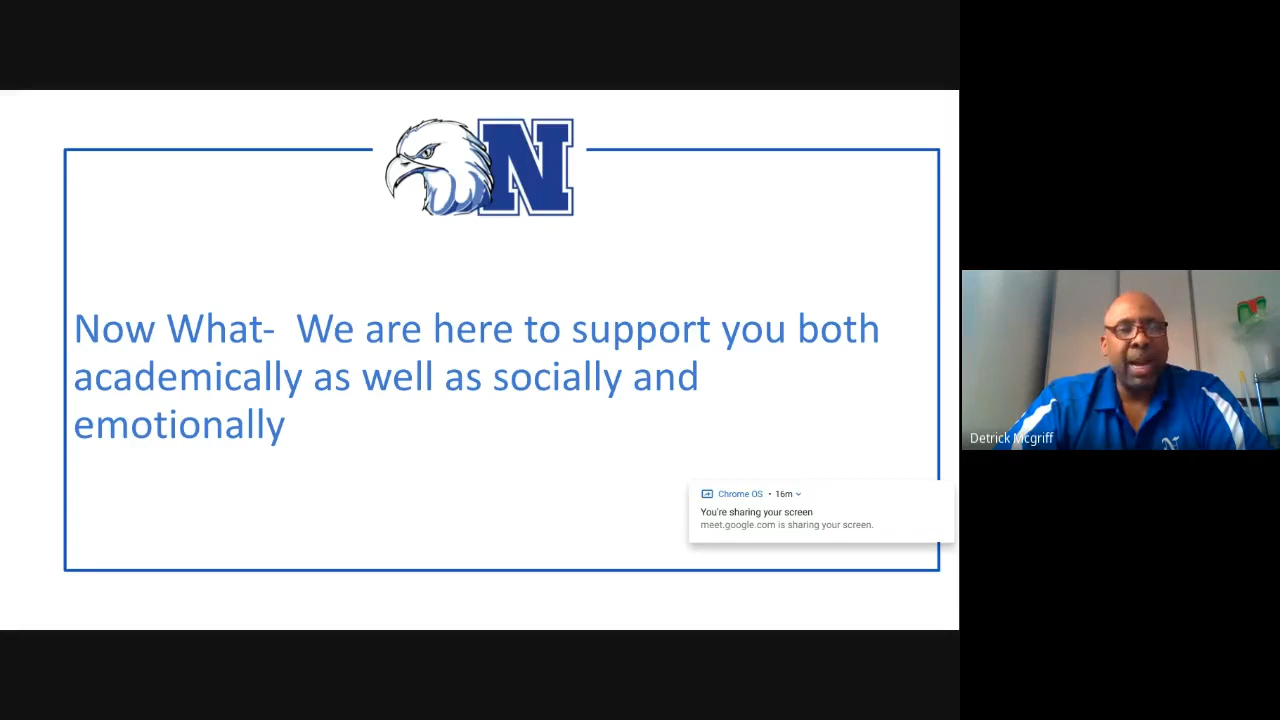 N
Now What-  We are here to support you both
academically as well as socially and
emotionally
Chrome OS • 16m
You're sharing your screen
meet.google.com is sharing your screen.
Detrick Mcgriff
N